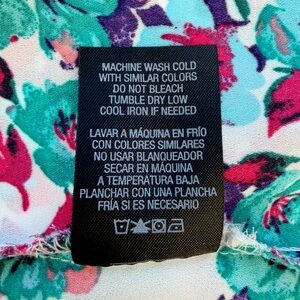 MACHINE WASH COLD
WITH SIMILAR COLORS
DO NOT BLEACH
TUMBLE DRY LOW
COOL IRON IF NEEDED
LAVAR A MÁQUINA EN FRÍO
CON COLORES SIMILARES
NO USAR BLANQUEADOR
SECAR EN MÁQUINA
A TEMPERATURA BAJA
PLANCHAR CON UNA PLANCHA
FRÍA SI ES NECESARIO